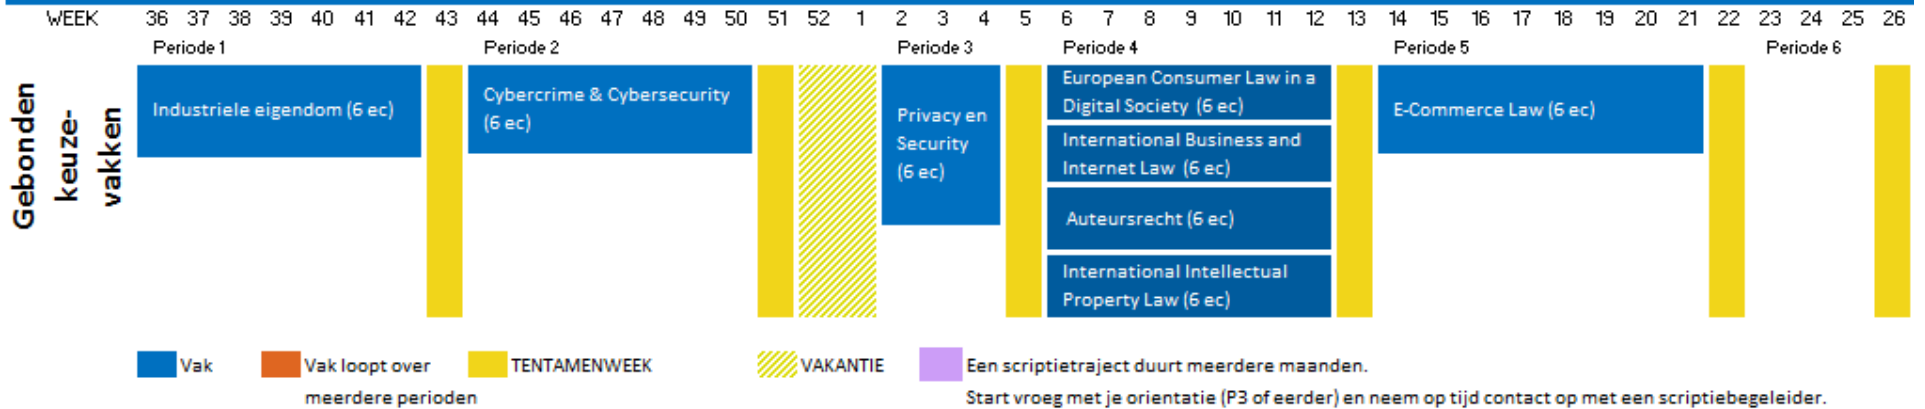 WEEK 36 37 38 39 40 41 42 43 44 45 46 47 48 49 50 51 52 1 2 3 4 5 6 7 8 9 10 11 12 13 14 15 16 17 18 19 20 21 22 23 24 25 26
Periode 1 Periode 2 Periode 3 Periode 4 Periode 5 Periode 6
Gebonden
keuze-
vakken
Industriele eigendom (6 ec)
Cybercrime & Cybersecurity
(6 ec)
Privacy en
Security
(6 ec)
European Consumer Law in a
Digital Society (6 ec)
International Business and
Internet Law (6 ec)
Auteursrecht (6 ec)
International Intellectual
Property Law (6 ec)
E-Commerce Law (6 ec)
Vak
Vak loopt over
meerdere perioden
TENTAMENWEEK
VAKANTIE
Een scriptietraject duurt meerdere maanden.
Start vroeg met je orientatie (P3 of eerder) en neem op tijd contact op met een scriptiebegeleider.